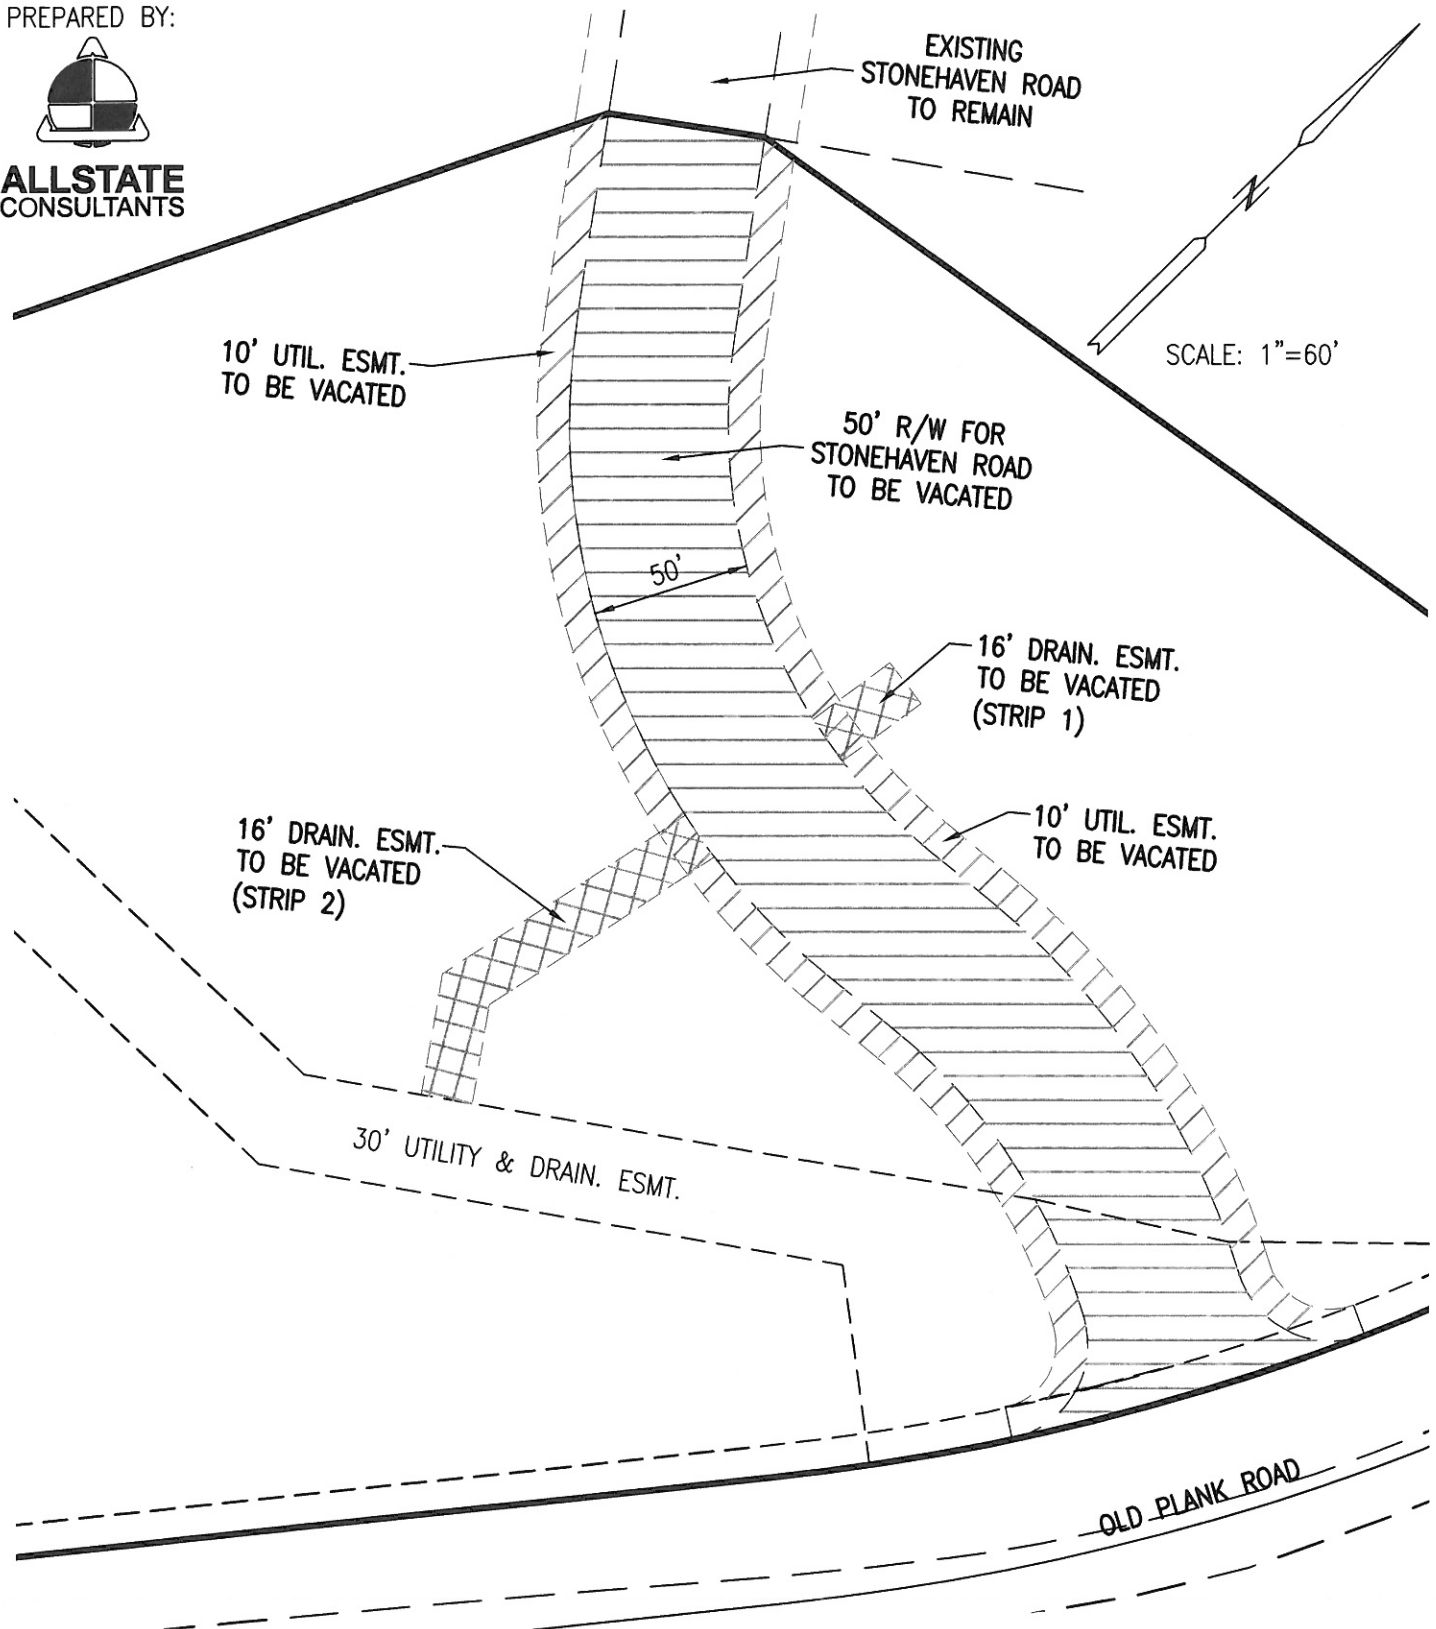 PREPARED BY:
ALLSTATE
CONSULTANTS
EXISTING
STONEHAVEN ROAD
TO REMAIN
N
SCALE: 1"=60'
10' UTIL. ESMT.
TO BE VACATED
50' R/W FOR
STONEHAVEN ROAD
TO BE VACATED
50'
16' DRAIN. ESMT.
TO BE VACATED
(STRIP 1)
16' DRAIN. ESMT.
TO BE VACATED
(STRIP 2)
10' UTIL. ESMT.
TO BE VACATED
30' UTILITY & DRAIN. ESMT.
OLD PLANK ROAD